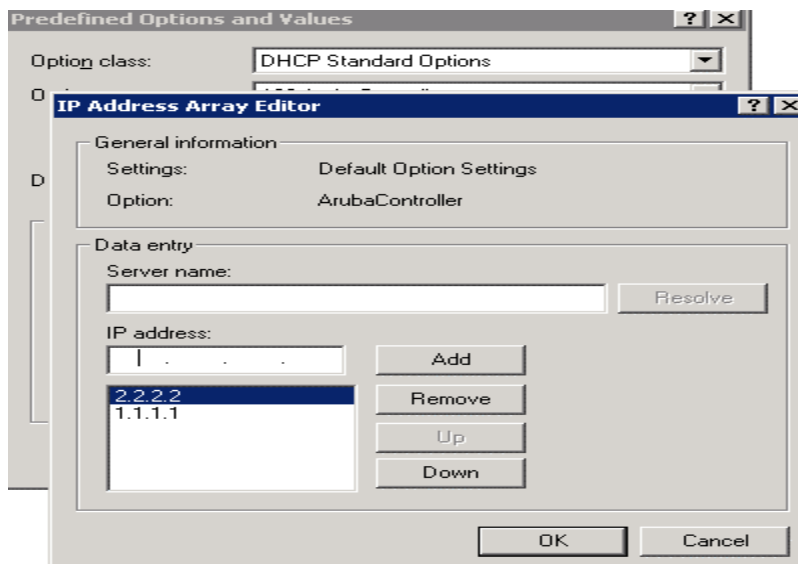 Predefined Options and Values
Option class: DHCP Standard Options
IP Address Array Editor
General information
Settings: Default Option Settings
Option: ArubaController
Data entry
Server name:
Resolve
IP address:
Add
2.2.2.2
1.1.1.1
Remove
Up
Down
OK Cancel